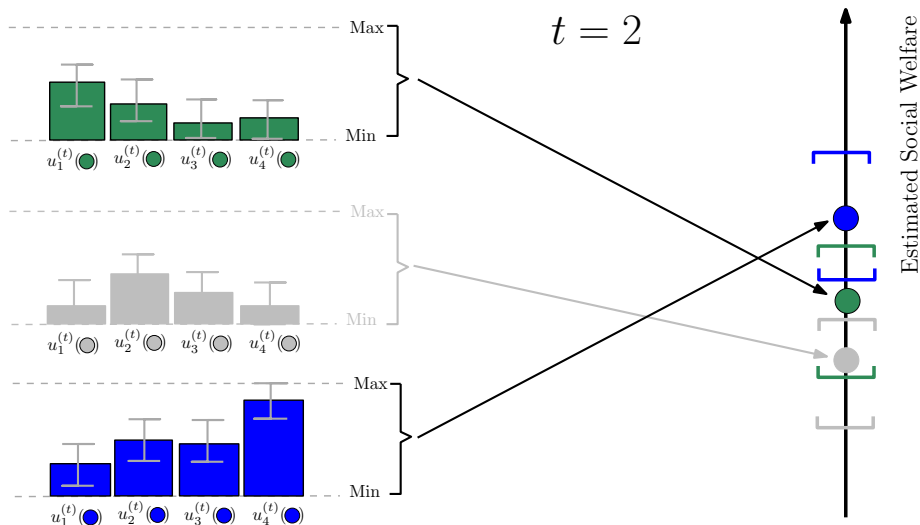 t = 2
Max
Min
u_1^{(t)}(●) u_2^{(t)}(●) u_3^{(t)}(●) u_4^{(t)}(●)
Max
Min
u_1^{(t)}(●) u_2^{(t)}(●) u_3^{(t)}(●) u_4^{(t)}(●)
Max
Min
u_1^{(t)}(●) u_2^{(t)}(●) u_3^{(t)}(●) u_4^{(t)}(●)
Estimated Social Welfare